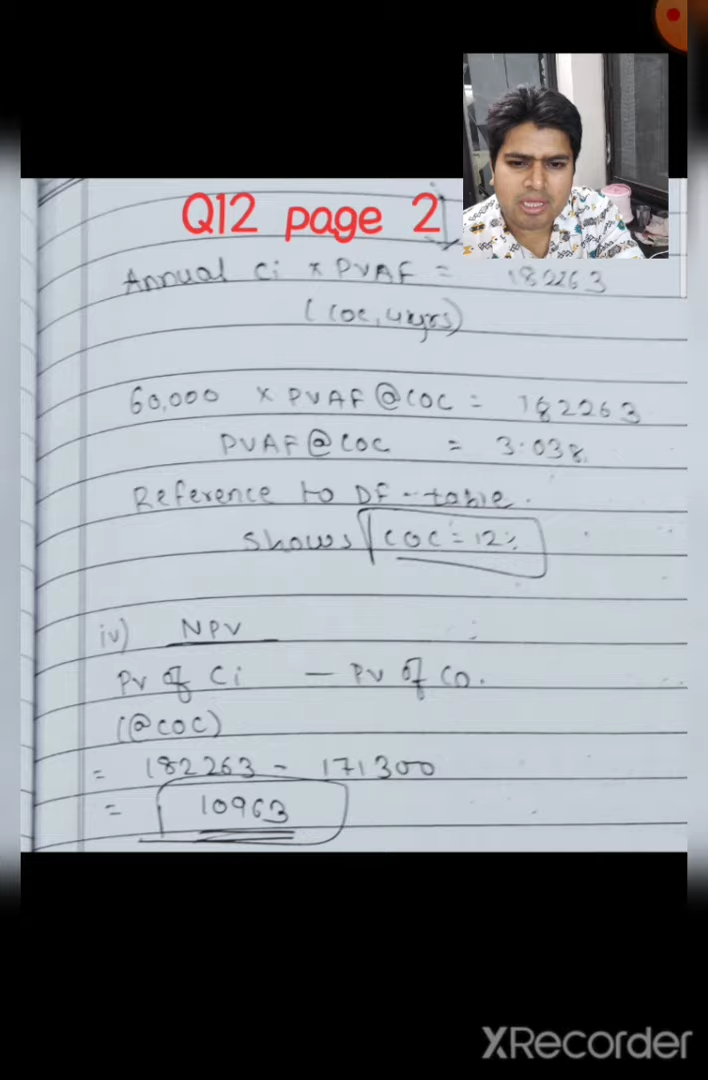 Q12 page 2
Annual Ci × PVAF = 182263
(COC, 4yrs)
60,000 × PVAF@COC = 182263
PVAF@COC = 3.038
Reference to DF-table.
shows COC = 12%
iv) NPV
PV of Ci — PV of CO.
(@COC)
= 182263 - 171300
= 10963
XRecorder